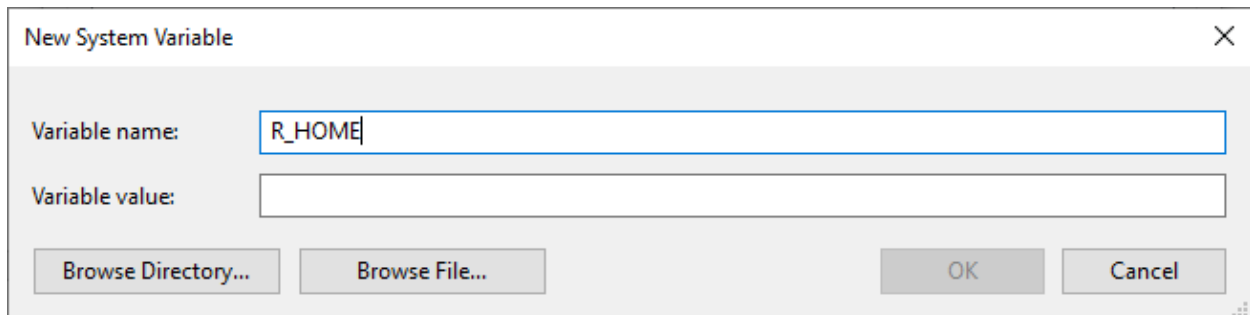 New System Variable
Variable name: R_HOME
Variable value:
Browse Directory... Browse File... OK Cancel